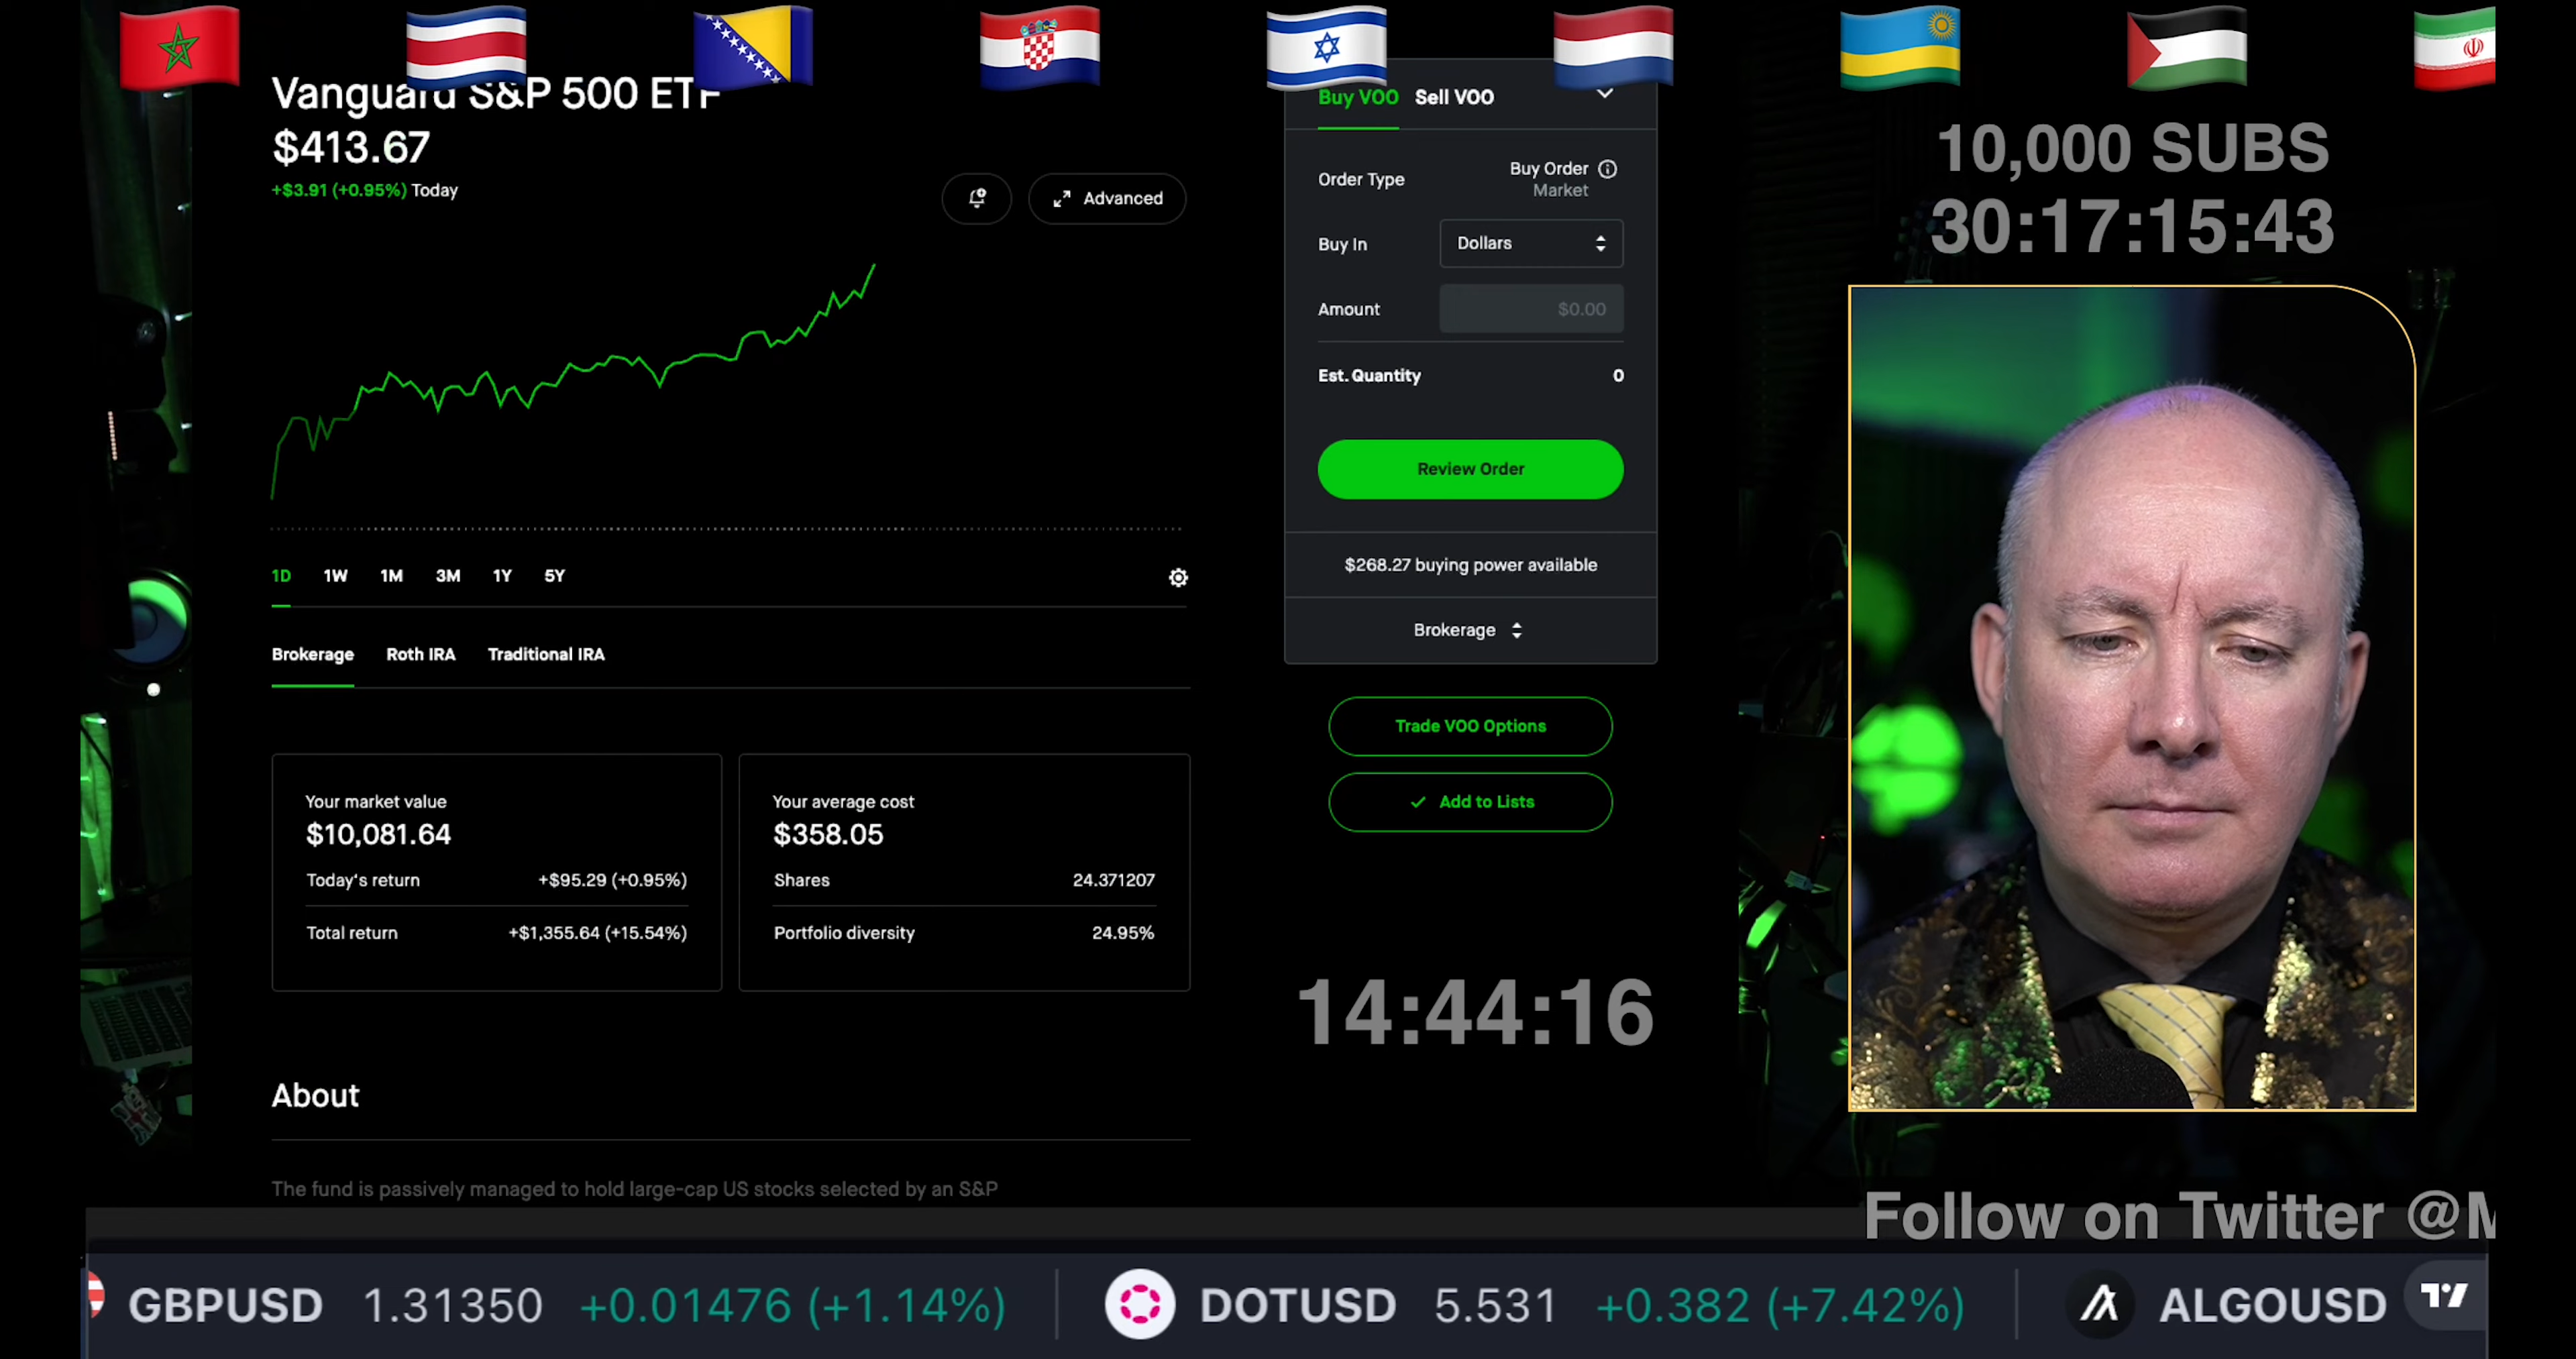 Vanguard S&P 500 ETF
$413.67
+$3.91 (+0.95%) Today
Advanced
1D 1W 1M 3M 1Y 5Y
Brokerage Roth IRA Traditional IRA
Your market value
$10,081.64
Today's return +$95.29 (+0.95%)
Total return +$1,355.64 (+15.54%)
Your average cost
$358.05
Shares 24.371207
Portfolio diversity 24.95%
About
The fund is passively managed to hold large-cap US stocks selected by an S&P
Buy VOO Sell VOO
Order Type Buy Order
Market
Buy In Dollars
Amount $0.00
Est. Quantity 0
Review Order
$268.27 buying power available
Brokerage
Trade VOO Options
Add to Lists
14:44:16
10,000 SUBS
30:17:15:43
Follow on Twitter @M
GBPUSD 1.31350 +0.01476 (+1.14%) DOTUSD 5.531 +0.382 (+7.42%) ALGOUSD